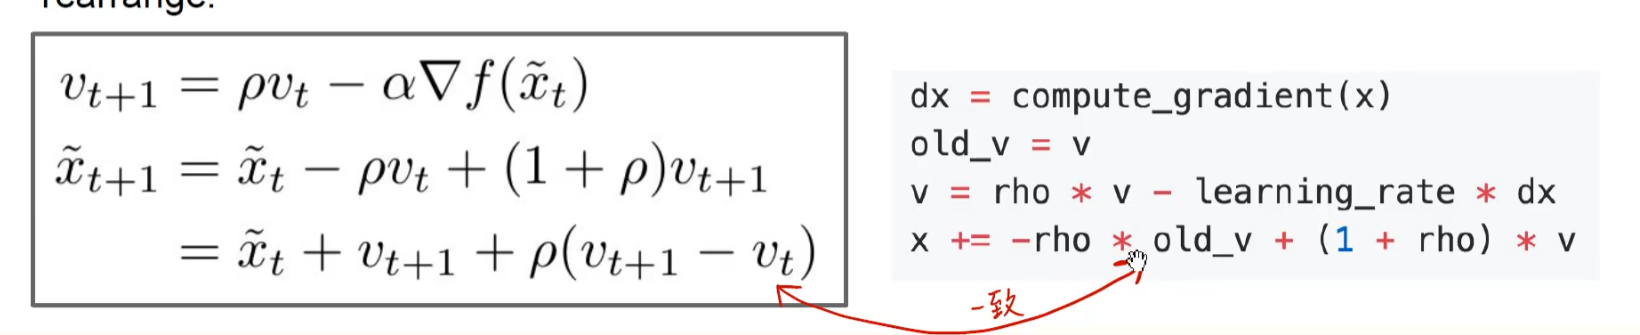 rearrange:
v_{t+1} = ρv_t − α∇f(x̃_t)
x̃_{t+1} = x̃_t − ρv_t + (1 + ρ)v_{t+1}
= x̃_t + v_{t+1} + ρ(v_{t+1} − v_t)
dx = compute_gradient(x)
old_v = v
v = rho * v - learning_rate * dx
x += -rho * old_v + (1 + rho) * v
一致